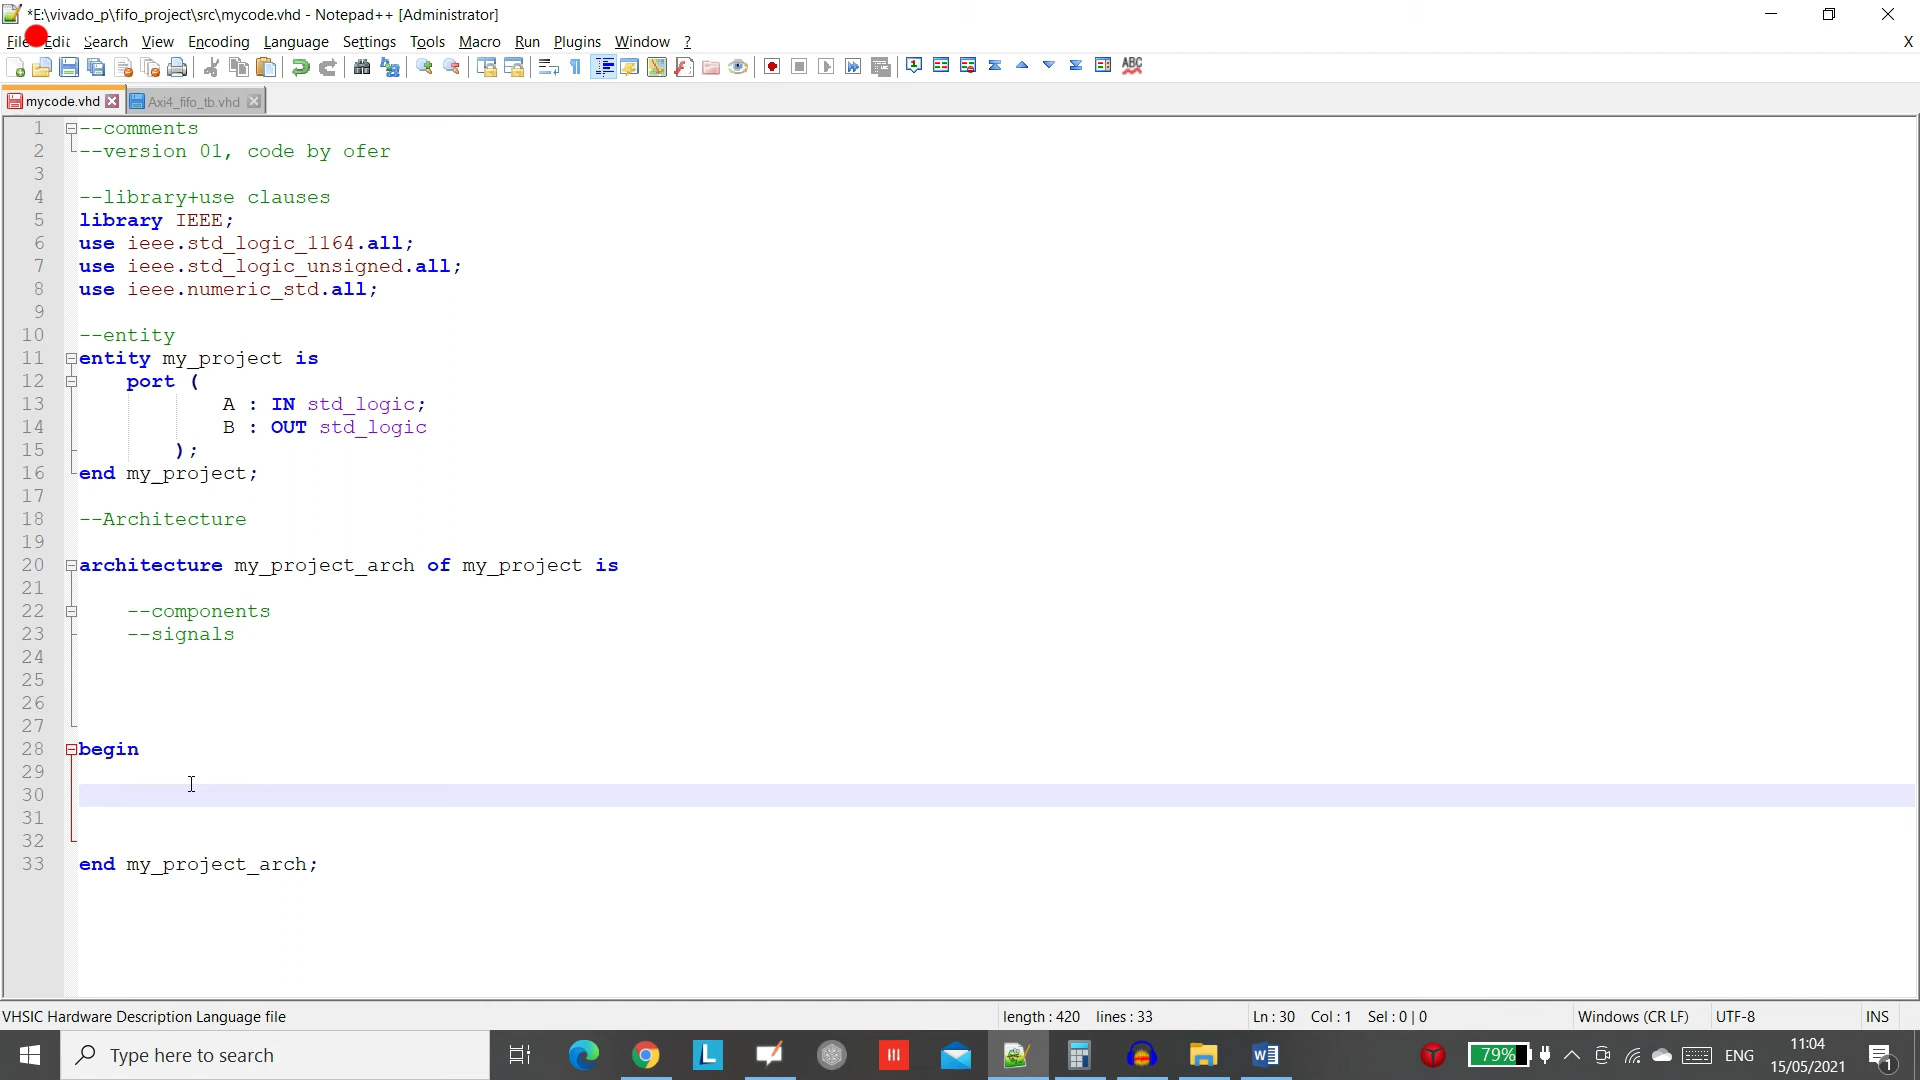 *E:\vivado_p\fifo_project\src\mycode.vhd - Notepad++ [Administrator]
File Edit Search View Encoding Language Settings Tools Macro Run Plugins Window ? X
mycode.vhd Axi4_fifo_tb.vhd
1 --comments
2 --version 01, code by ofer
3
4 --library+use clauses
5 library IEEE;
6 use ieee.std_logic_1164.all;
7 use ieee.std_logic_unsigned.all;
8 use ieee.numeric_std.all;
9
10 --entity
11 entity my_project is
12 port (
13 A : IN std_logic;
14 B : OUT std_logic
15 );
16 end my_project;
17
18 --Architecture
19
20 architecture my_project_arch of my_project is
21
22 --components
23 --signals
24
25
26
27
28 begin
29
30
31
32
33 end my_project_arch;
VHSIC Hardware Description Language file length : 420 lines : 33 Ln : 30 Col : 1 Sel : 0 | 0 Windows (CR LF) UTF-8 INS
Type here to search 79% ENG 11:04
15/05/2021 1